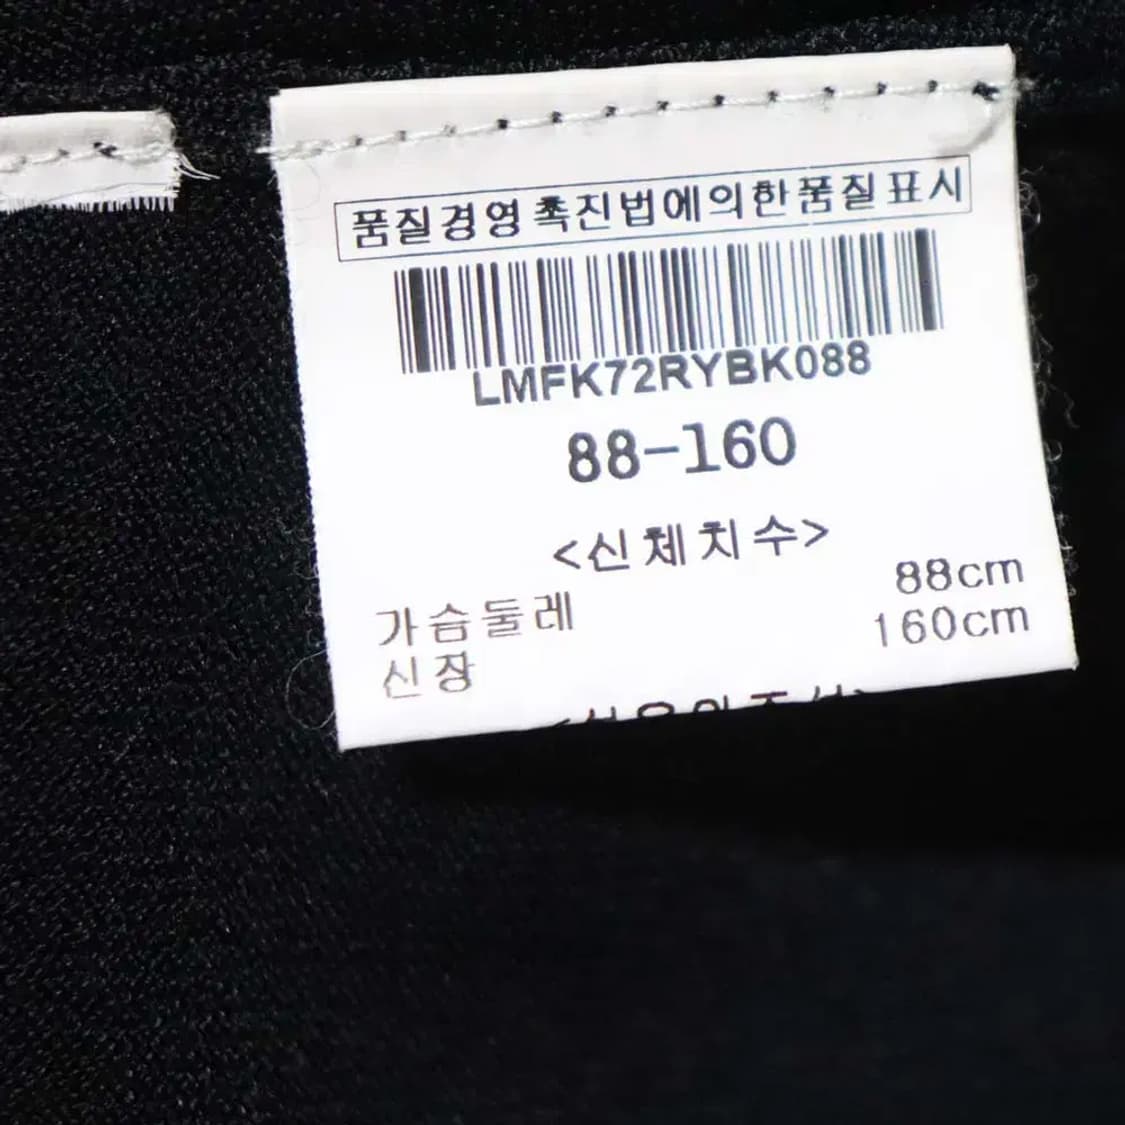 품질경영촉진법에의한품질표시
LMFK72RYBK088
88-160
<신체치수>
가슴둘레 88cm
신장 160cm